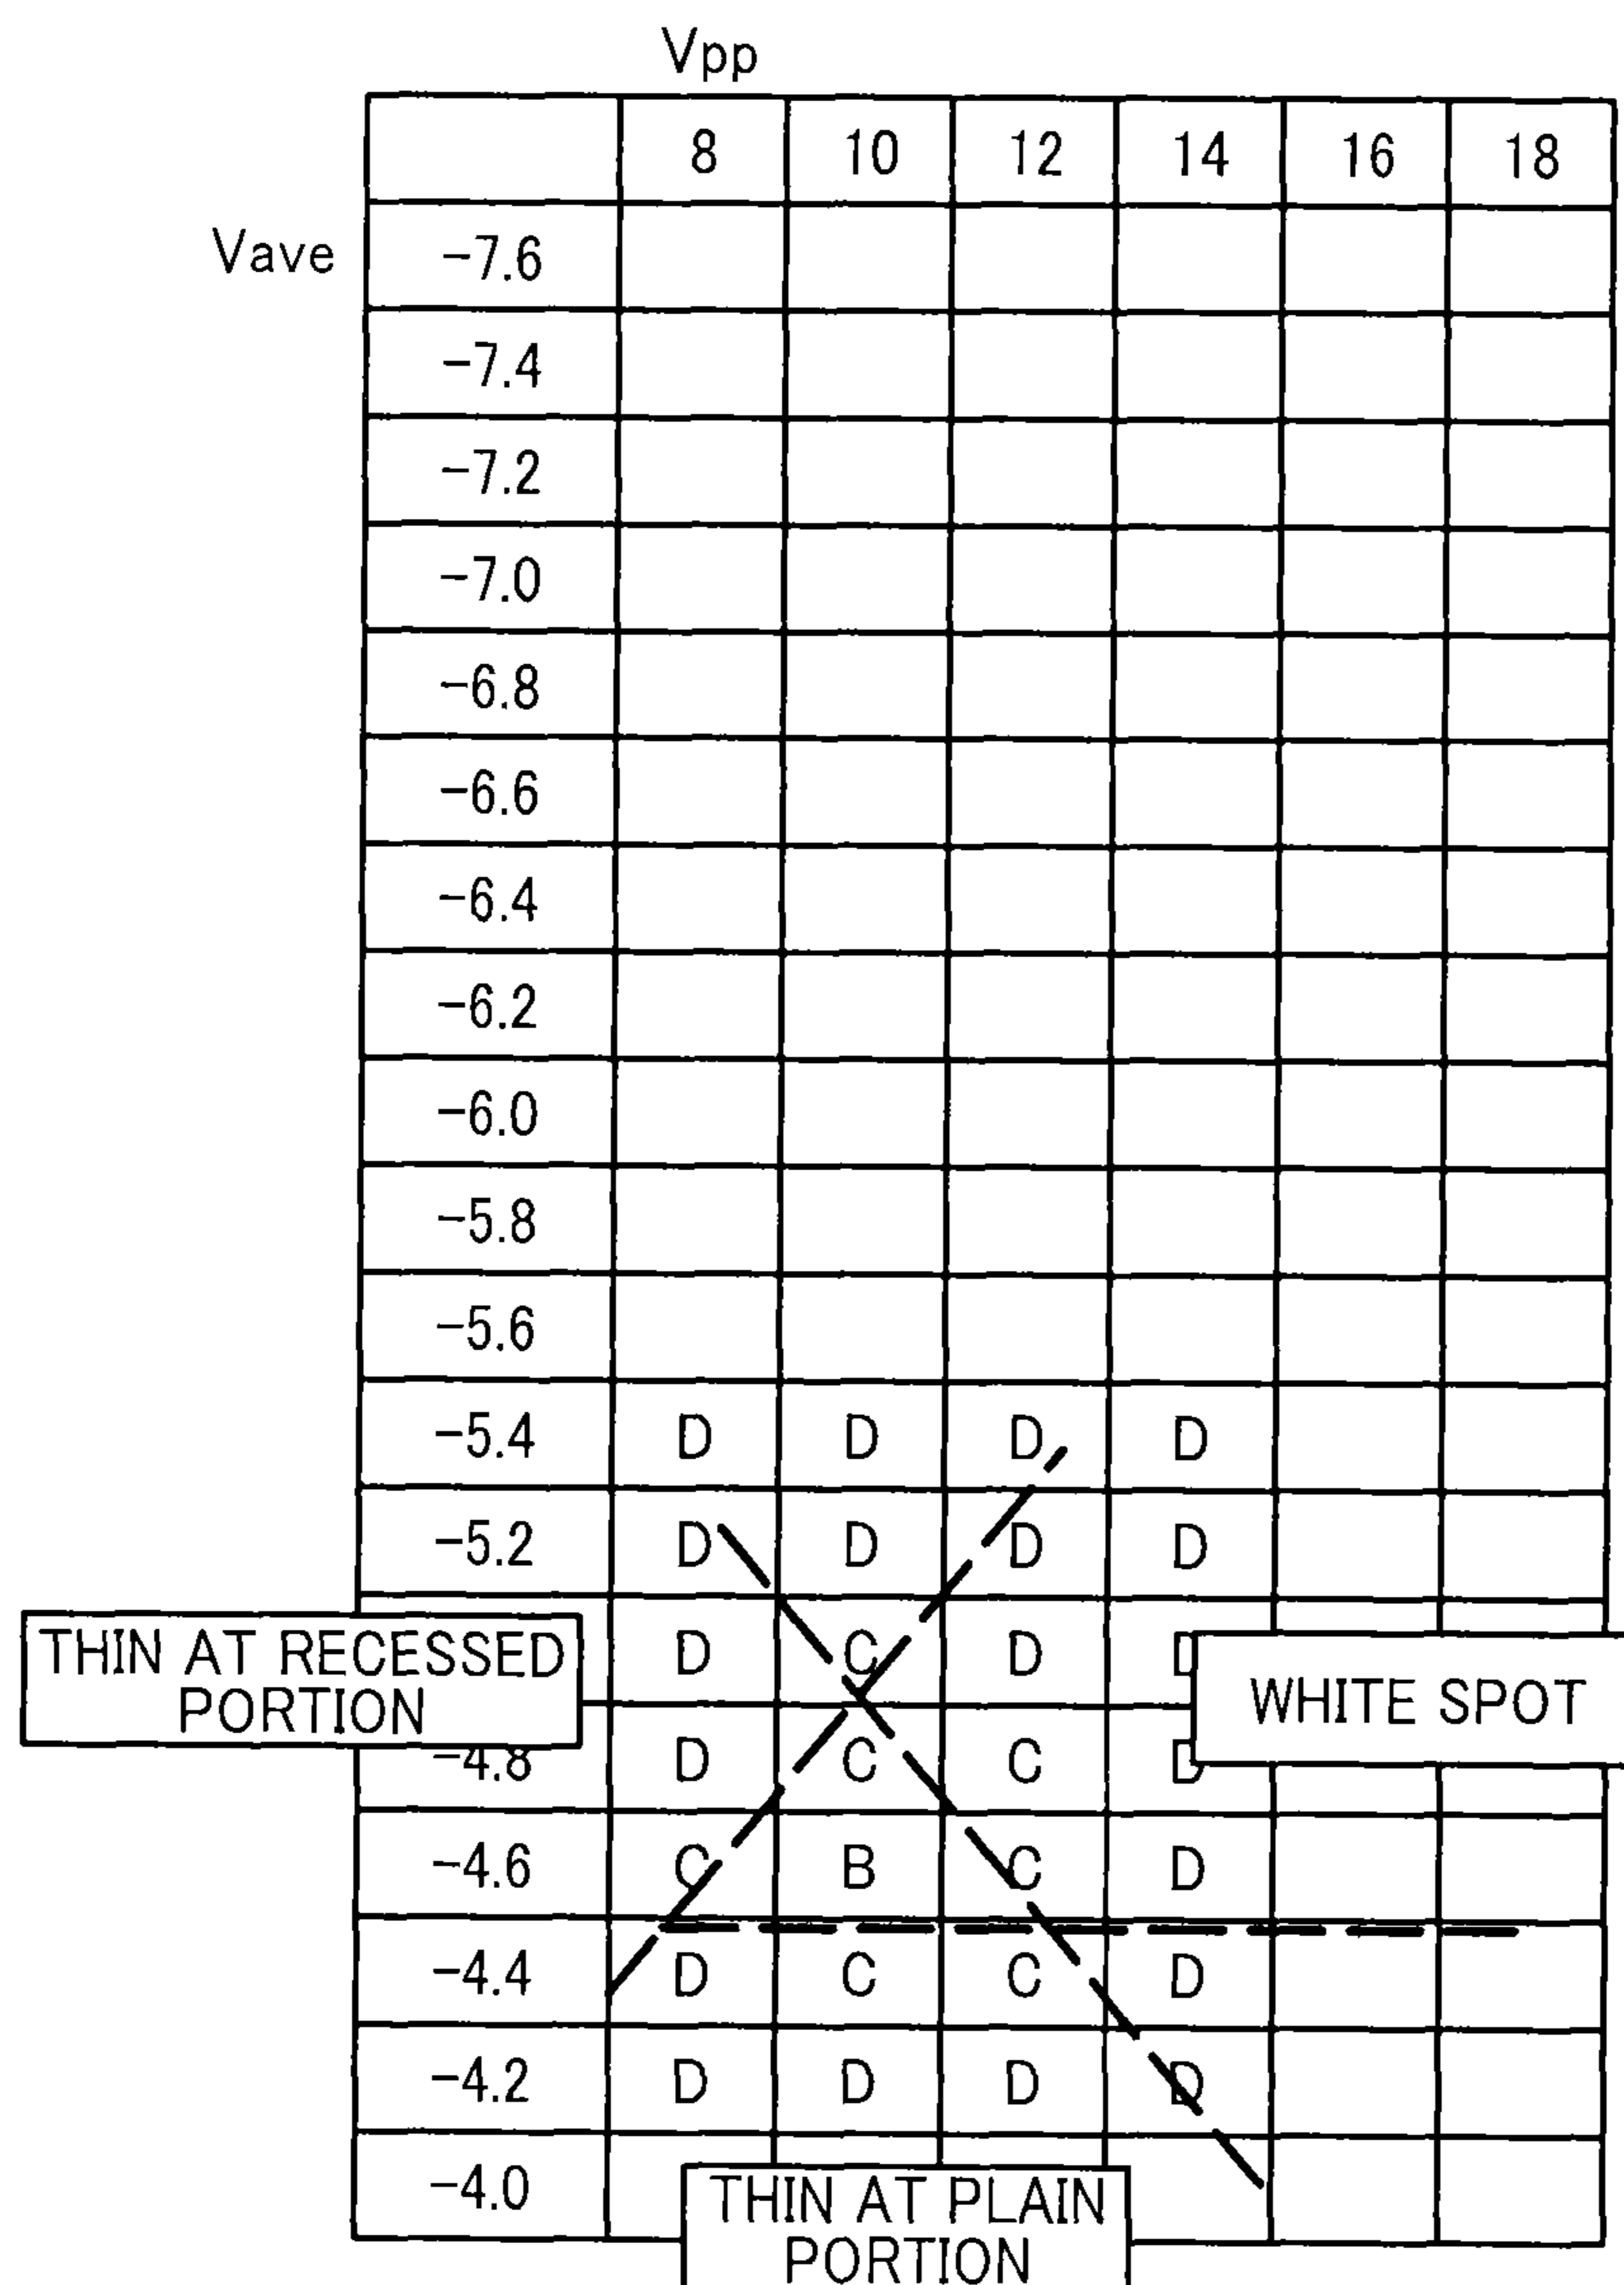 Vpp
8 10 12 14 16 18
Vave -7.6
-7.4
-7.2
-7.0
-6.8
-6.6
-6.4
-6.2
-6.0
-5.8
-5.6
-5.4 D D D D
-5.2 D D D D
THIN AT RECESSED
PORTION
D C D D
WHITE SPOT
-4.8 D C C D
-4.6 C B C D
-4.4 D C C D
-4.2 D D D D
-4.0
THIN AT PLAIN
PORTION